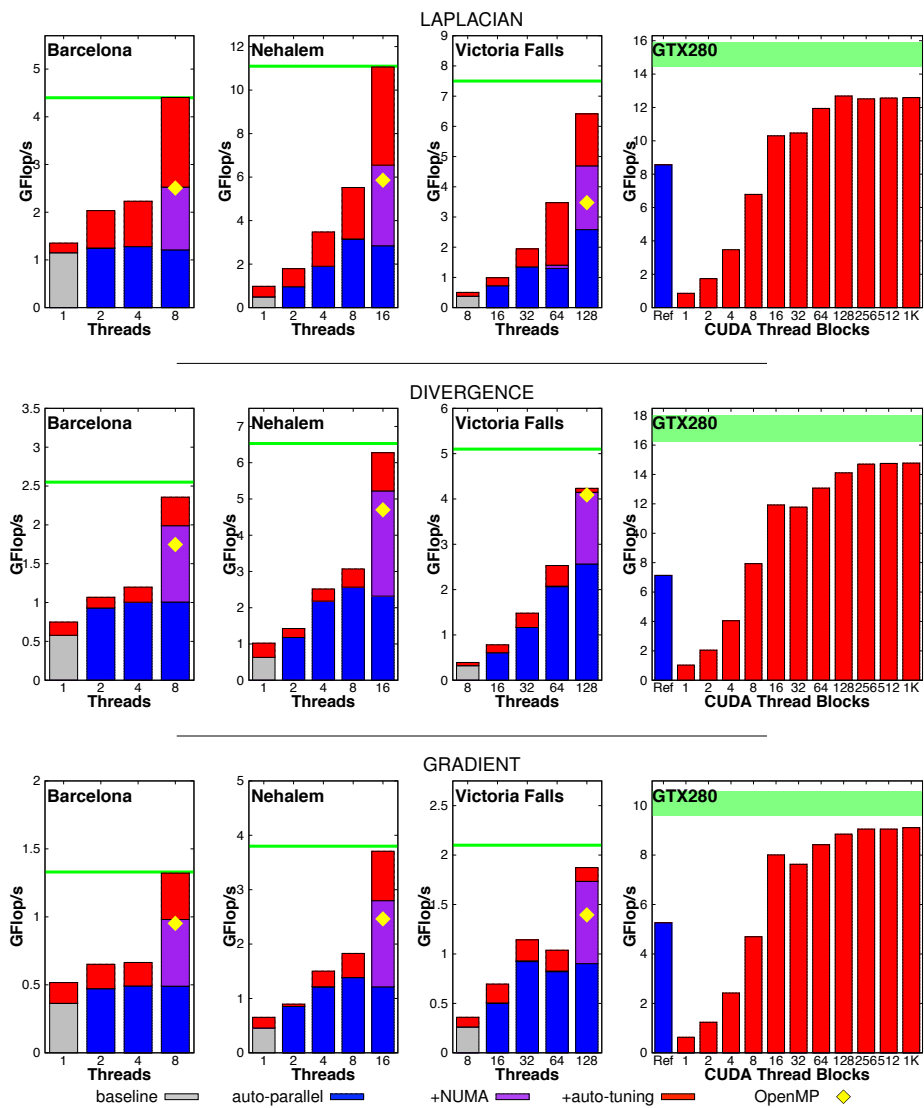 LAPLACIAN
Barcelona
GFlop/s
0
1
2
3
4
5
1 2 4 8
Threads
Nehalem
GFlop/s
0
2
4
6
8
10
12
1 2 4 8 16
Threads
Victoria Falls
GFlop/s
0
1
2
3
4
5
6
7
8
9
8 16 32 64 128
Threads
GTX280
GFlop/s
0
2
4
6
8
10
12
14
16
Ref 1 2 4 8 16 32 64 128 256 512 1K
CUDA Thread Blocks
DIVERGENCE
Barcelona
GFlop/s
0
0.5
1
1.5
2
2.5
3
3.5
1 2 4 8
Threads
Nehalem
GFlop/s
0
1
2
3
4
5
6
7
1 2 4 8 16
Threads
Victoria Falls
GFlop/s
0
1
2
3
4
5
6
8 16 32 64 128
Threads
GTX280
GFlop/s
0
2
4
6
8
10
12
14
16
18
Ref 1 2 4 8 16 32 64 128 256 512 1K
CUDA Thread Blocks
GRADIENT
Barcelona
GFlop/s
0
0.5
1
1.5
2
1 2 4 8
Threads
Nehalem
GFlop/s
0
1
2
3
4
5
1 2 4 8 16
Threads
Victoria Falls
GFlop/s
0
0.5
1
1.5
2
2.5
8 16 32 64 128
Threads
GTX280
GFlop/s
0
2
4
6
8
10
Ref 1 2 4 8 16 32 64 128 256 512 1K
CUDA Thread Blocks
baseline auto-parallel +NUMA +auto-tuning OpenMP